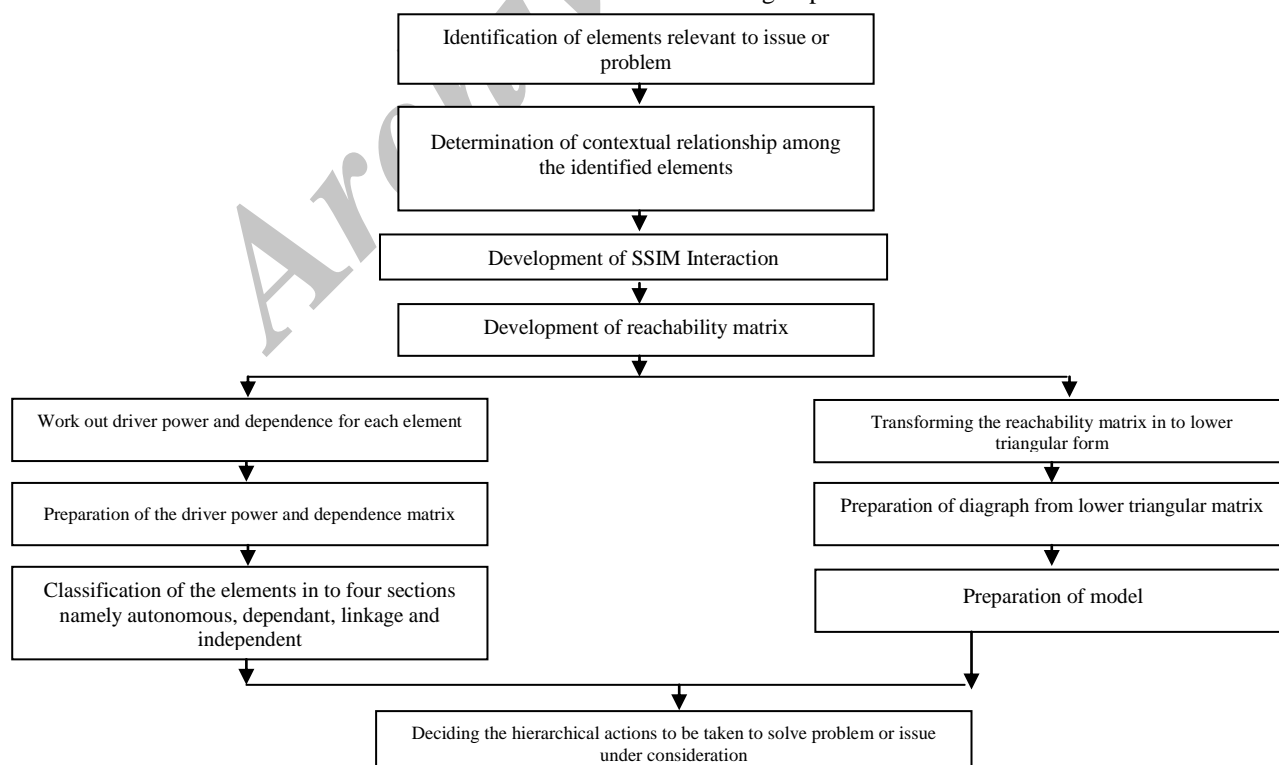 Identification of elements relevant to issue or
problem
Determination of contextual relationship among
the identified elements
Development of SSIM Interaction
Development of reachability matrix
Work out driver power and dependence for each element
Transforming the reachability matrix in to lower
triangular form
Preparation of the driver power and dependence matrix
Preparation of diagraph from lower triangular matrix
Classification of the elements in to four sections
namely autonomous, dependant, linkage and
independent
Preparation of model
Deciding the hierarchical actions to be taken to solve problem or issue
under consideration